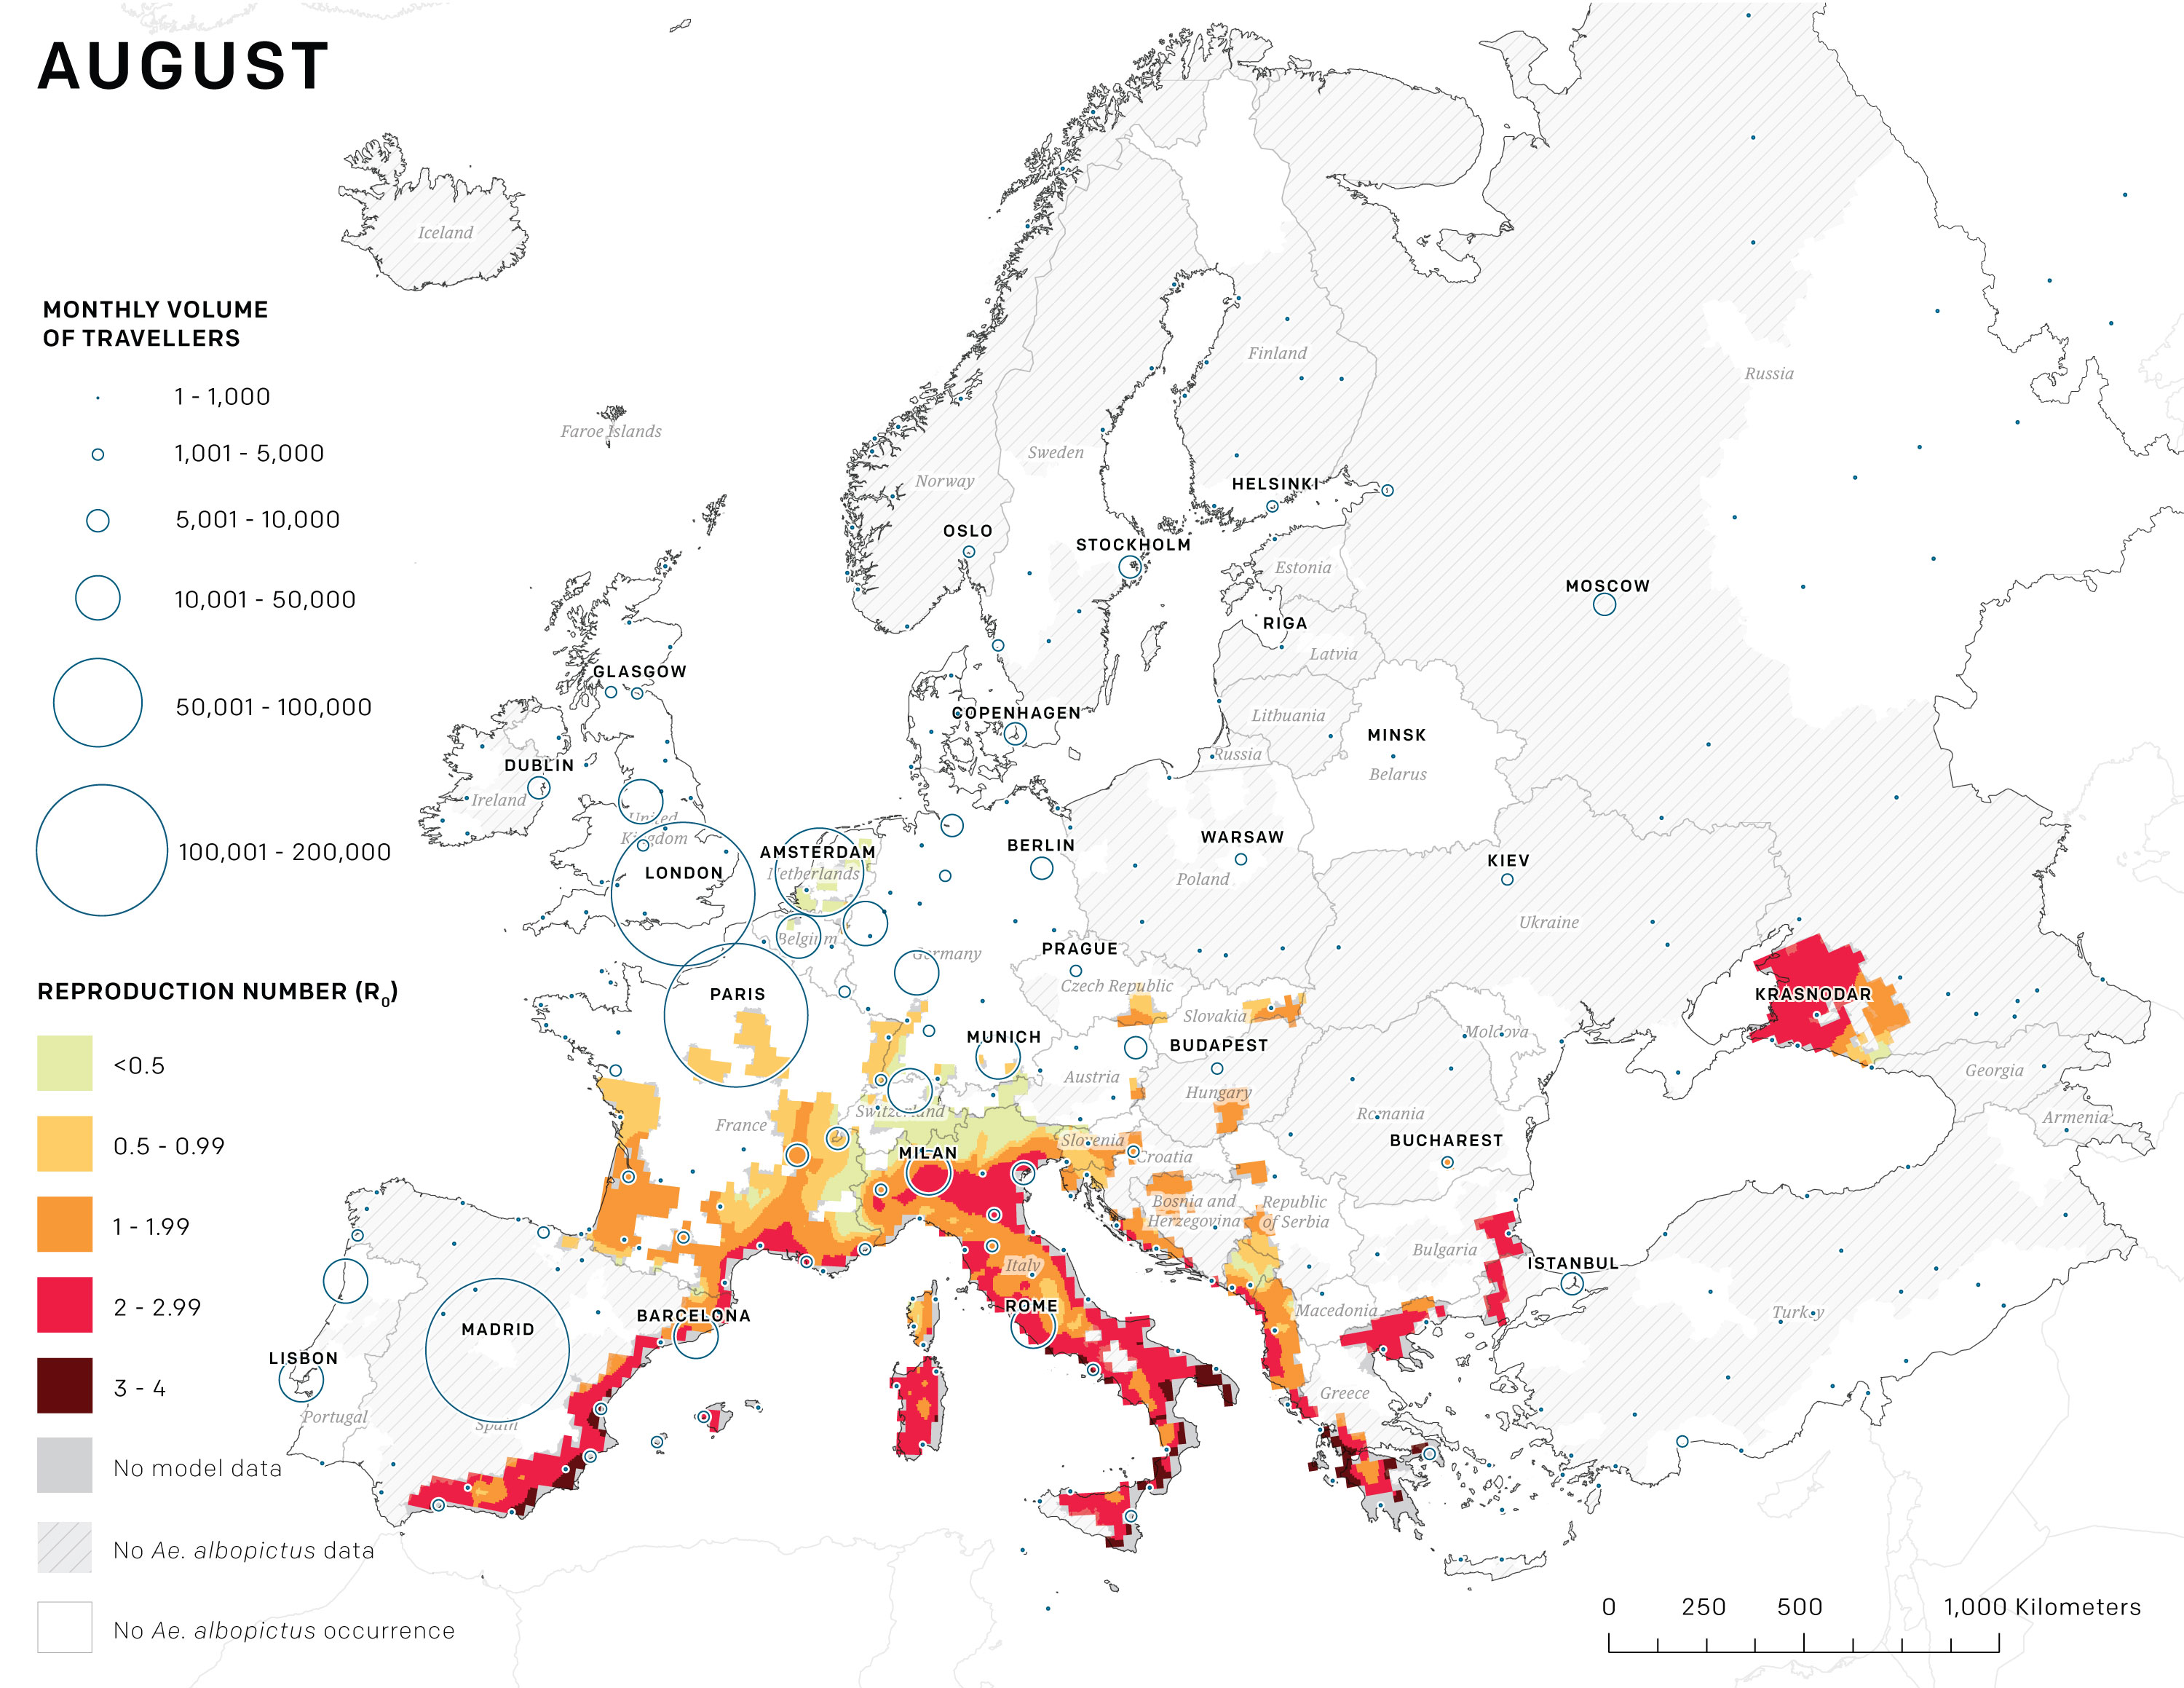 AUGUST
MONTHLY VOLUME
OF TRAVELLERS
1 - 1,000
1,001 - 5,000
5,001 - 10,000
10,001 - 50,000
50,001 - 100,000
100,001 - 200,000
REPRODUCTION NUMBER (R0)
<0.5
0.5 - 0.99
1 - 1.99
2 - 2.99
3 - 4
No model data
No Ae. albopictus data
No Ae. albopictus occurrence
Iceland
Faroe Islands
Finland
Russia
Sweden
Norway
HELSINKI
OSLO
STOCKHOLM
Estonia
MOSCOW
RIGA
Latvia
GLASGOW
COPENHAGEN
Lithuania
MINSK
Russia
Belarus
DUBLIN
Ireland
United
Kingdom
LONDON
AMSTERDAM
Netherlands
BERLIN
WARSAW
Poland
KIEV
Ukraine
Belgium
Germany
PRAGUE
Czech Republic
PARIS
KRASNODAR
Slovakia
MUNICH
BUDAPEST
Moldova
Austria
Hungary
Georgia
Switzerland
France
Romania
Armenia
Slovenia
BUCHAREST
MILAN
Croatia
Bosnia and
Herzegovina
Republic
of Serbia
Bulgaria
Italy
ISTANBUL
ROME
Macedonia
Turkey
BARCELONA
MADRID
LISBON
Portugal
Spain
Greece
0 250 500 1,000 Kilometers